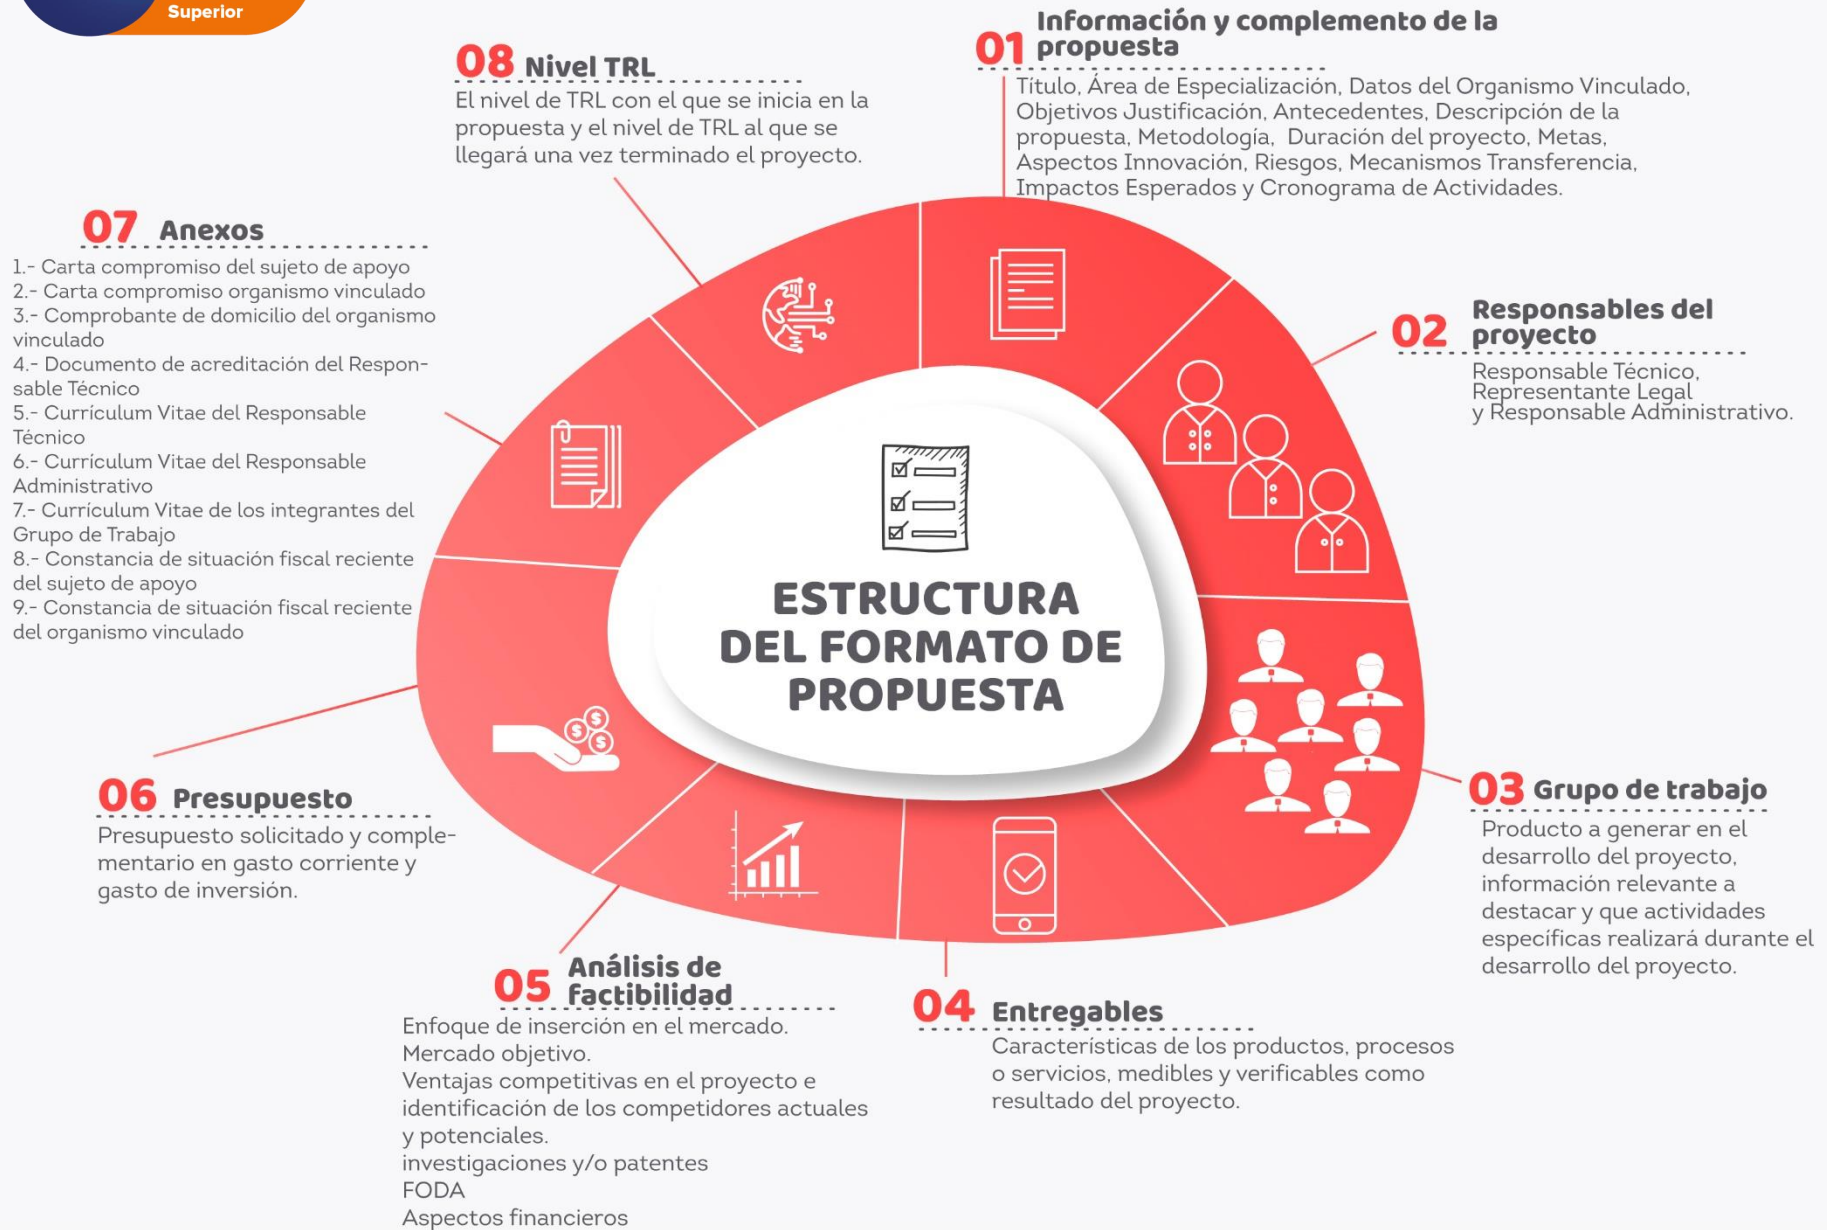 Superior
01 Información y complemento de la
propuesta
Título, Área de Especialización, Datos del Organismo Vinculado,
Objetivos Justificación, Antecedentes, Descripción de la
propuesta, Metodología, Duración del proyecto, Metas,
Aspectos Innovación, Riesgos, Mecanismos Transferencia,
Impactos Esperados y Cronograma de Actividades.
02 Responsables del
proyecto
Responsable Técnico,
Representante Legal
y Responsable Administrativo.
03 Grupo de trabajo
Producto a generar en el
desarrollo del proyecto,
información relevante a
destacar y que actividades
específicas realizará durante el
desarrollo del proyecto.
04 Entregables
Características de los productos, procesos
o servicios, medibles y verificables como
resultado del proyecto.
05 Análisis de
factibilidad
Enfoque de inserción en el mercado.
Mercado objetivo.
Ventajas competitivas en el proyecto e
identificación de los competidores actuales
y potenciales.
investigaciones y/o patentes
FODA
Aspectos financieros
06 Presupuesto
Presupuesto solicitado y comple-
mentario en gasto corriente y
gasto de inversión.
07 Anexos
1.- Carta compromiso del sujeto de apoyo
2.- Carta compromiso organismo vinculado
3.- Comprobante de domicilio del organismo
vinculado
4.- Documento de acreditación del Respon-
sable Técnico
5.- Currículum Vitae del Responsable
Técnico
6.- Currículum Vitae del Responsable
Administrativo
7.- Currículum Vitae de los integrantes del
Grupo de Trabajo
8.- Constancia de situación fiscal reciente
del sujeto de apoyo
9.- Constancia de situación fiscal reciente
del organismo vinculado
08 Nivel TRL
El nivel de TRL con el que se inicia en la
propuesta y el nivel de TRL al que se
llegará una vez terminado el proyecto.
ESTRUCTURA
DEL FORMATO DE
PROPUESTA
$
$
$